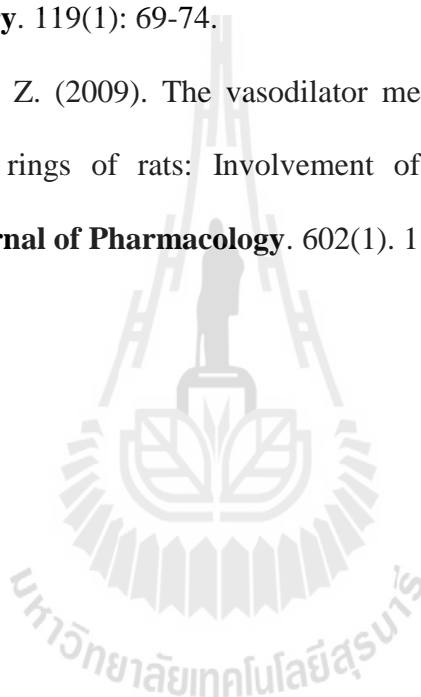 y. 119(1): 69-74.
Z. (2009). The vasodilator me
rings of rats: Involvement of
rnal of Pharmacology. 602(1). 1
มหาวิทยาลัยเทคโนโลยีสุรนารี